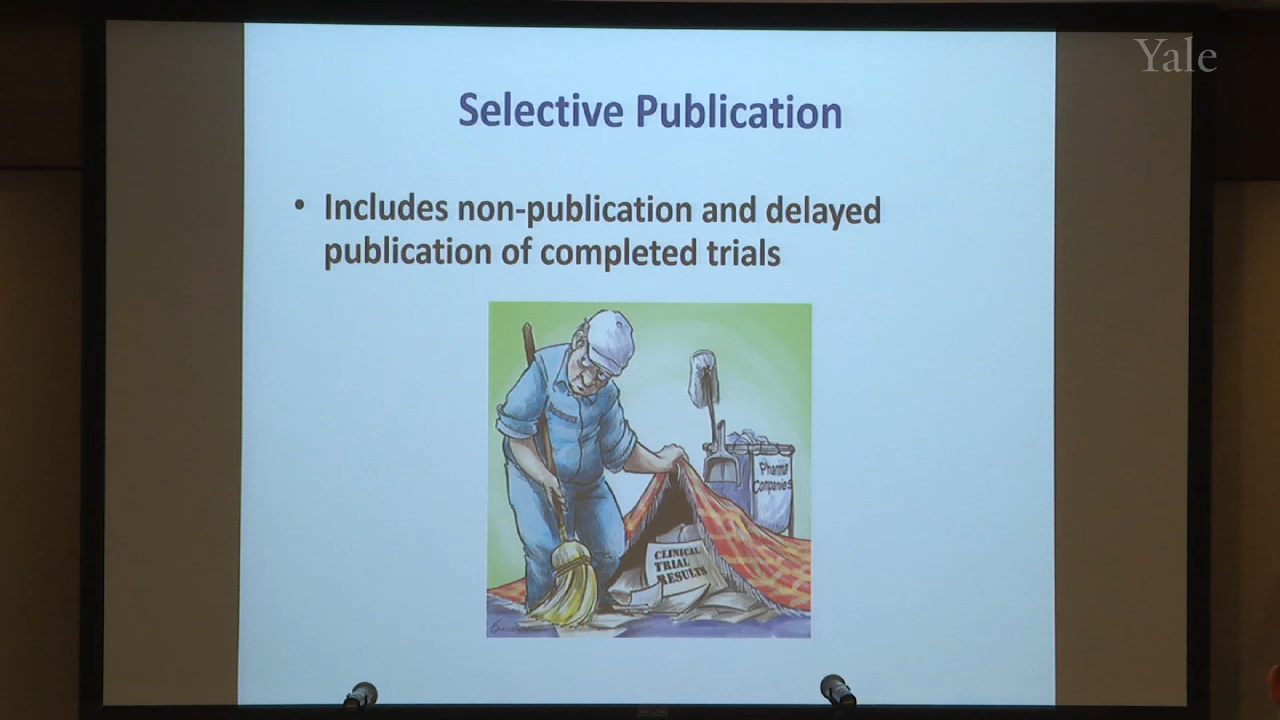 Yale
Selective Publication
• Includes non-publication and delayed
publication of completed trials
Pharma
Companies
CLINICAL
TRIAL
RESULTS